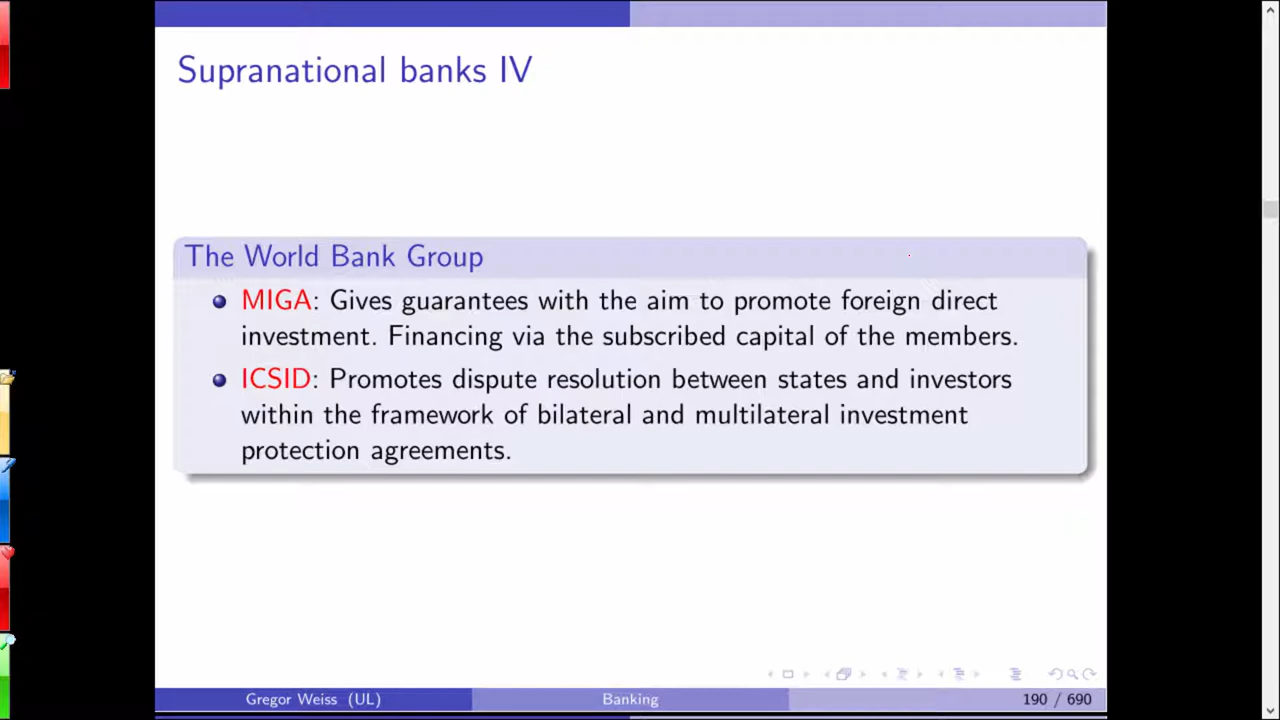 Supranational banks IV
The World Bank Group
MIGA: Gives guarantees with the aim to promote foreign direct
investment. Financing via the subscribed capital of the members.
ICSID: Promotes dispute resolution between states and investors
within the framework of bilateral and multilateral investment
protection agreements.
Gregor Weiss (UL) Banking 190 / 690